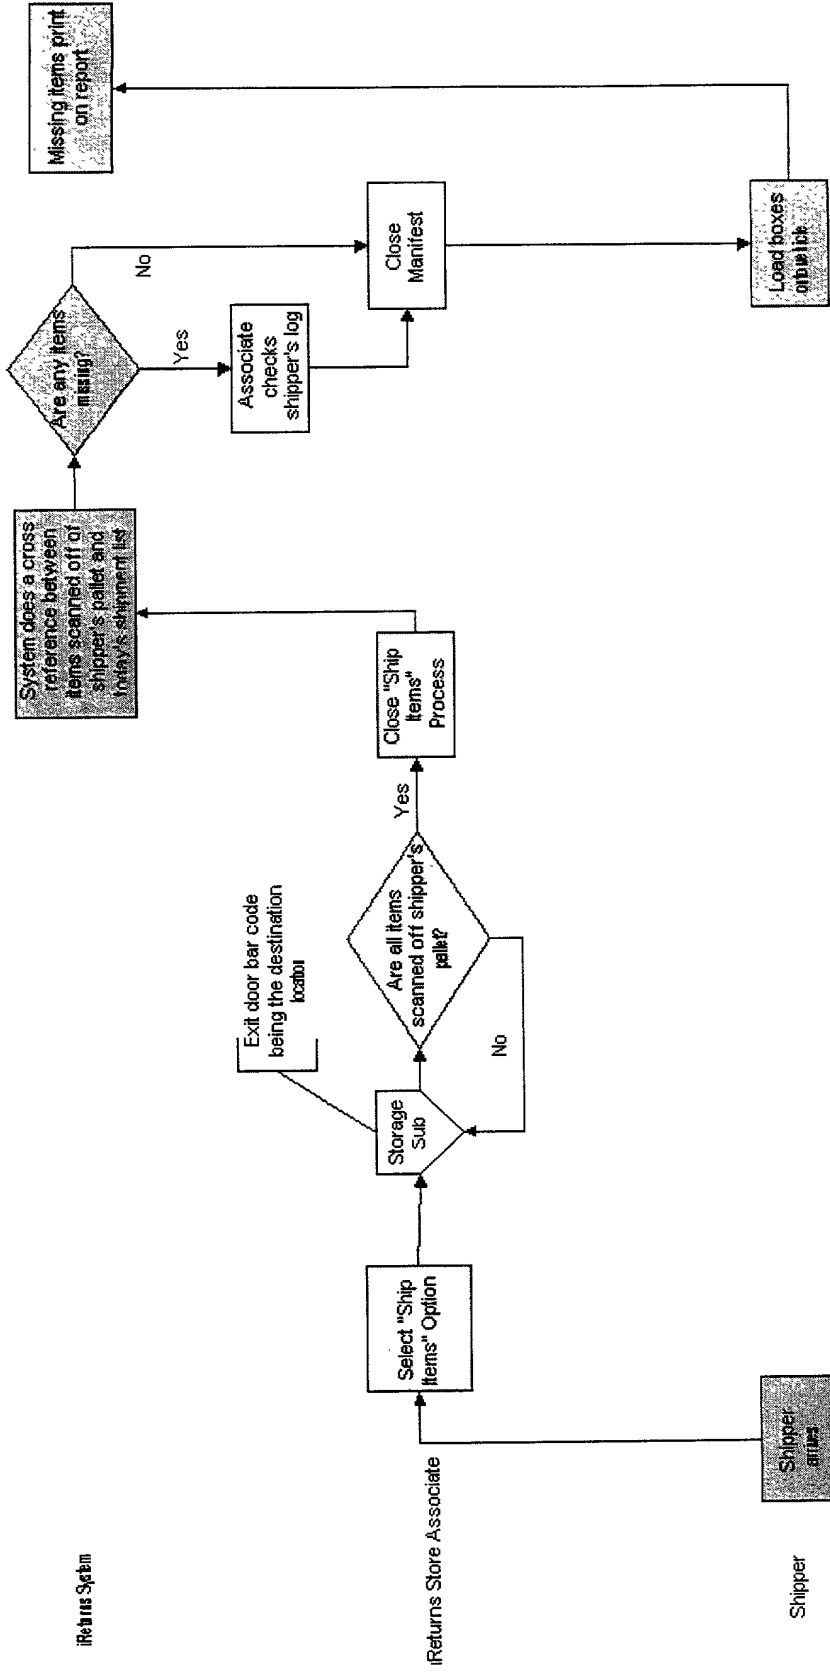 iReturns System
iReturns Store Associate
Shipper
Shipper
arrives
Select "Ship
Items" Option
Storage
Sub
Exit door bar code
being the destination
location
Are all items
scanned off shipper's
pallet?
No
Yes
Close "Ship
Items"
Process
System does a cross
reference between
items scanned off of
shipper's pallet and
today's shipment list
Are any items
missing?
Yes
No
Associate
checks
shipper's log
Close
Manifest
Load boxes
Missing items print
on report